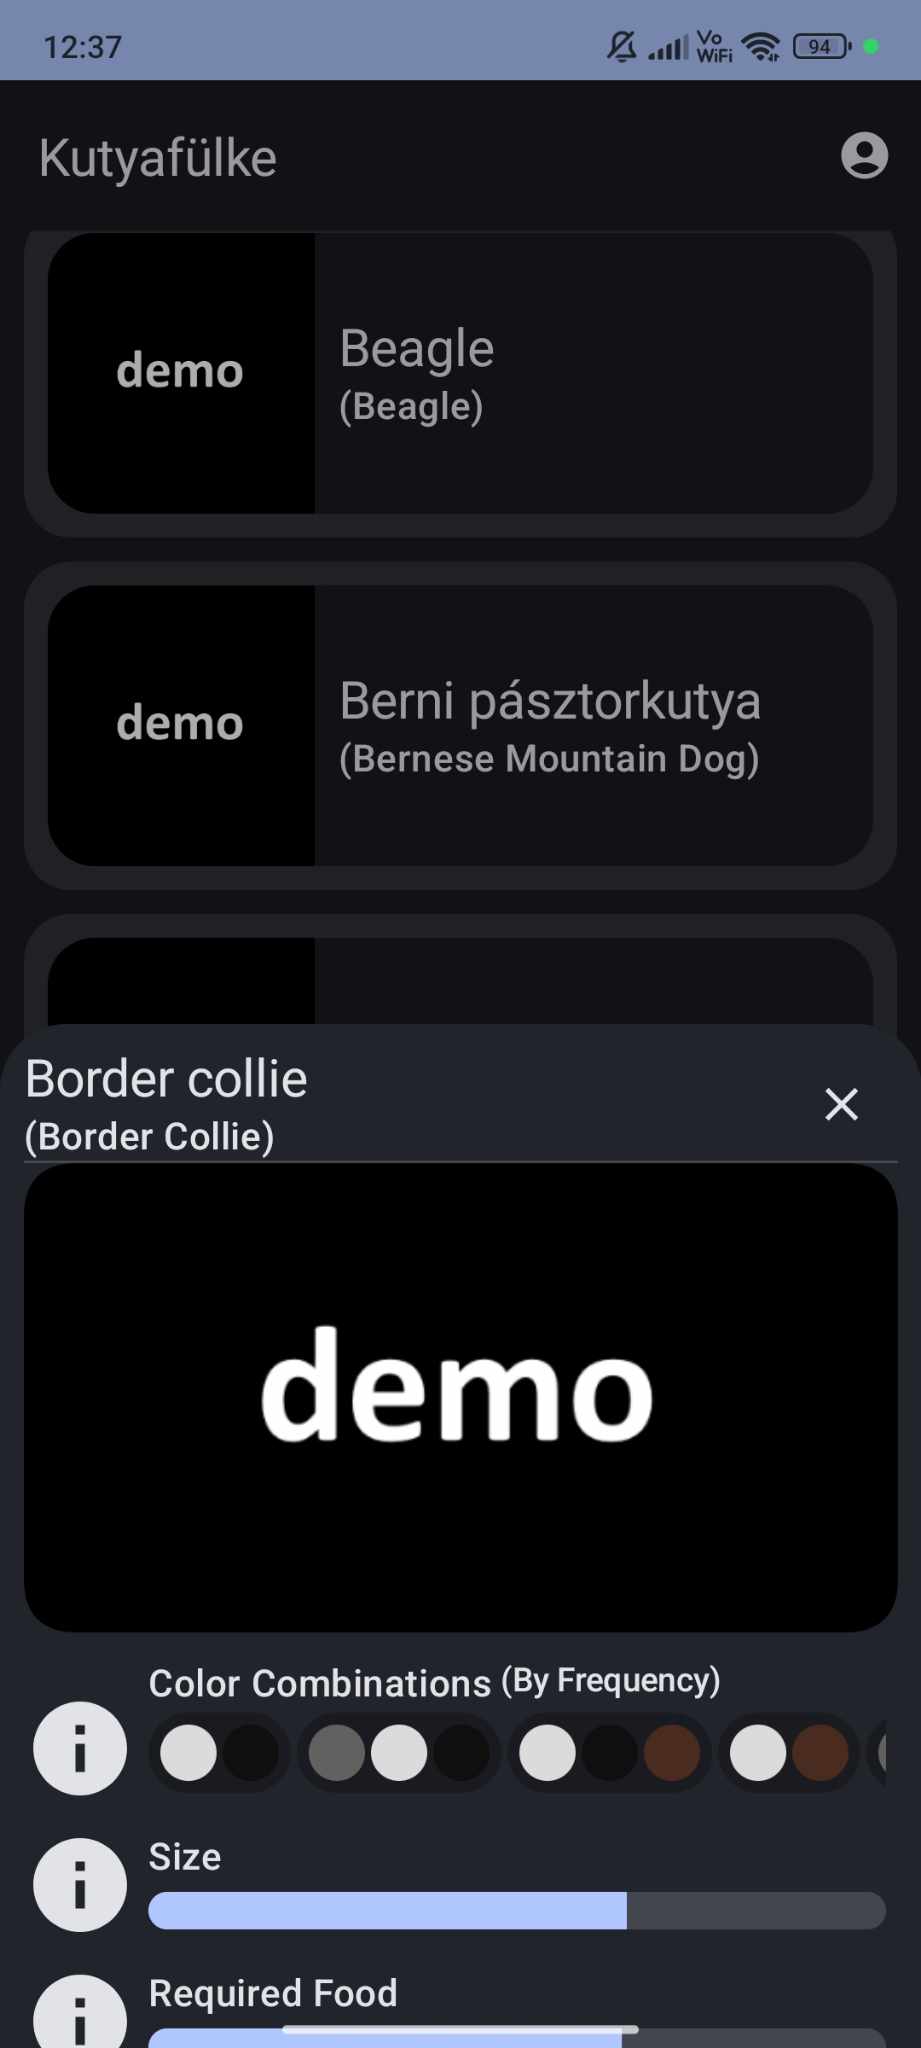 12:37
Vo
WiFi
94
Kutyafülke
demo
Beagle
(Beagle)
demo
Berni pásztorkutya
(Bernese Mountain Dog)
Border collie
(Border Collie)
demo
Color Combinations (By Frequency)
i
Size
i
Required Food
i